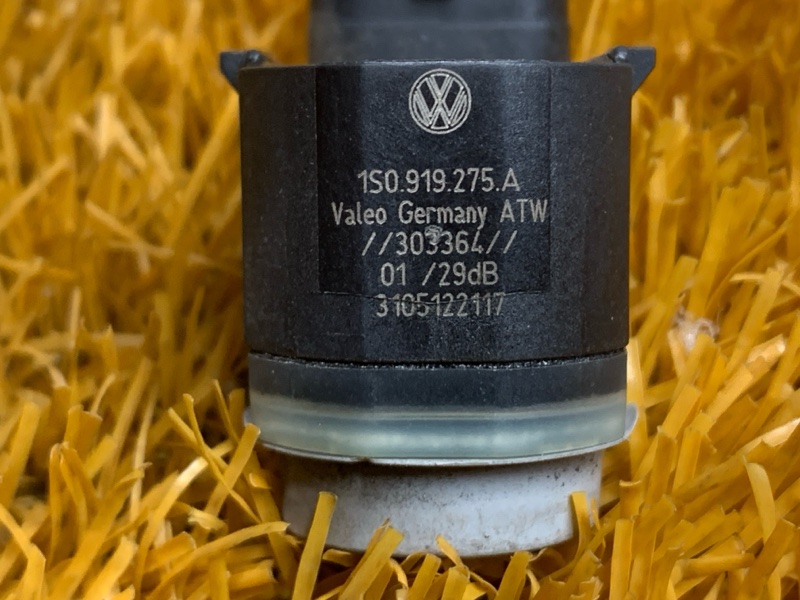 1S0.919.275.A
Valeo Germany ATW
//303364//
01 /29dB
3105122117